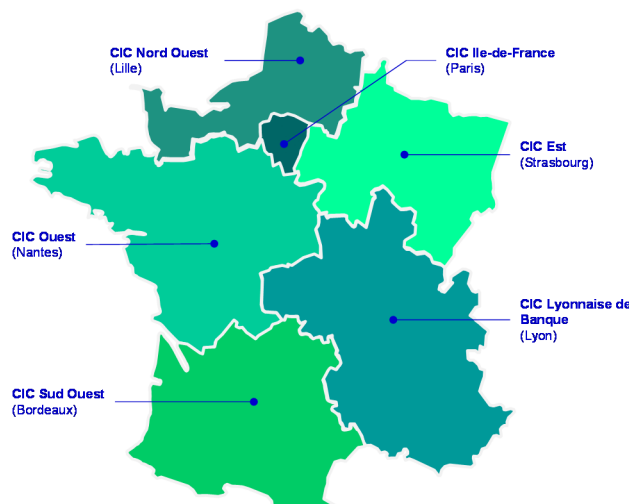 CIC Nord Ouest
(Lille)
CIC Ile-de-France
(Paris)
CIC Est
(Strasbourg)
CIC Ouest
(Nantes)
CIC Lyonnaise de
Banque
(Lyon)
CIC Sud Ouest
(Bordeaux)